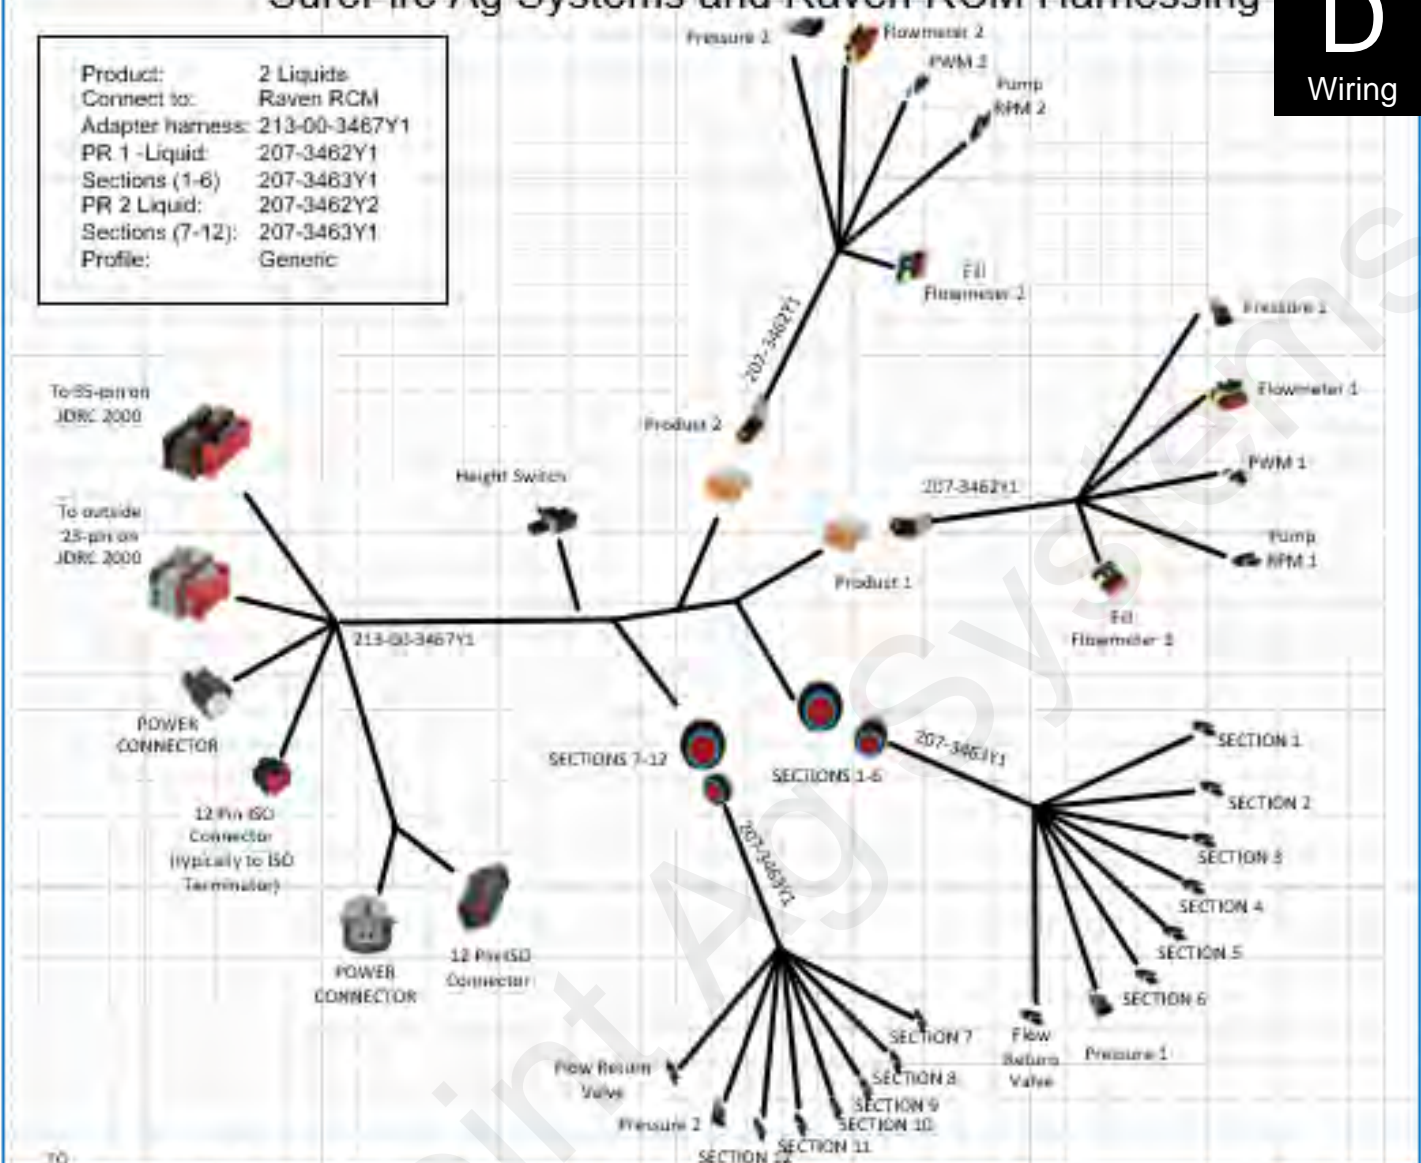 SureFire Ag Systems and Raven RCM Harnessing
D
Wiring
Product: 2 Liquids
Connect to: Raven RCM
Adapter harness: 213-00-3467Y1
PR 1 -Liquid: 207-3462Y1
Sections (1-6) 207-3463Y1
PR 2 Liquid: 207-3462Y2
Sections (7-12): 207-3463Y1
Profile: Generic
Pressure 2
Flowmeter 2
PWM 2
Pump
RPM 2
Fill
Flowmeter 2
207-3462Y1
Product 2
Pressure 1
Flowmeter 1
PWM 1
Pump
RPM 1
Fill
Flowmeter 1
207-3462Y1
Product 1
Height Switch
To 35-pin on
JDRC 2000
To outside
23-pin on
JDRC 2000
213-00-3467Y1
POWER
CONNECTOR
12 Pin ISO
Connector
(typically to ISO
Terminator)
POWER
CONNECTOR
12 Pin ISO
Connector
SECTIONS 7-12
SECTIONS 1-6
207-3463Y1
SECTION 1
SECTION 2
SECTION 3
SECTION 4
SECTION 5
SECTION 6
Pressure 1
Flow
Return
Valve
207-3463Y1
SECTION 7
SECTION 8
SECTION 9
SECTION 10
SECTION 11
SECTION 12
Pressure 2
Flow Return
Valve
TO
int Ag Systems